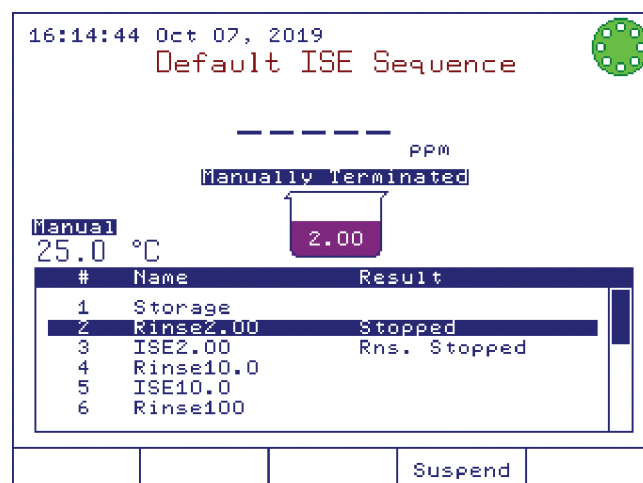 16:14:44 Oct 07, 2019
Default ISE Sequence
----- ppm
Manually Terminated
2.00
Manual
25.0 °C
# Name Result
1 Storage
2 Rinse2.00 Stopped
3 ISE2.00 Rns. Stopped
4 Rinse10.0
5 ISE10.0
6 Rinse100
Suspend